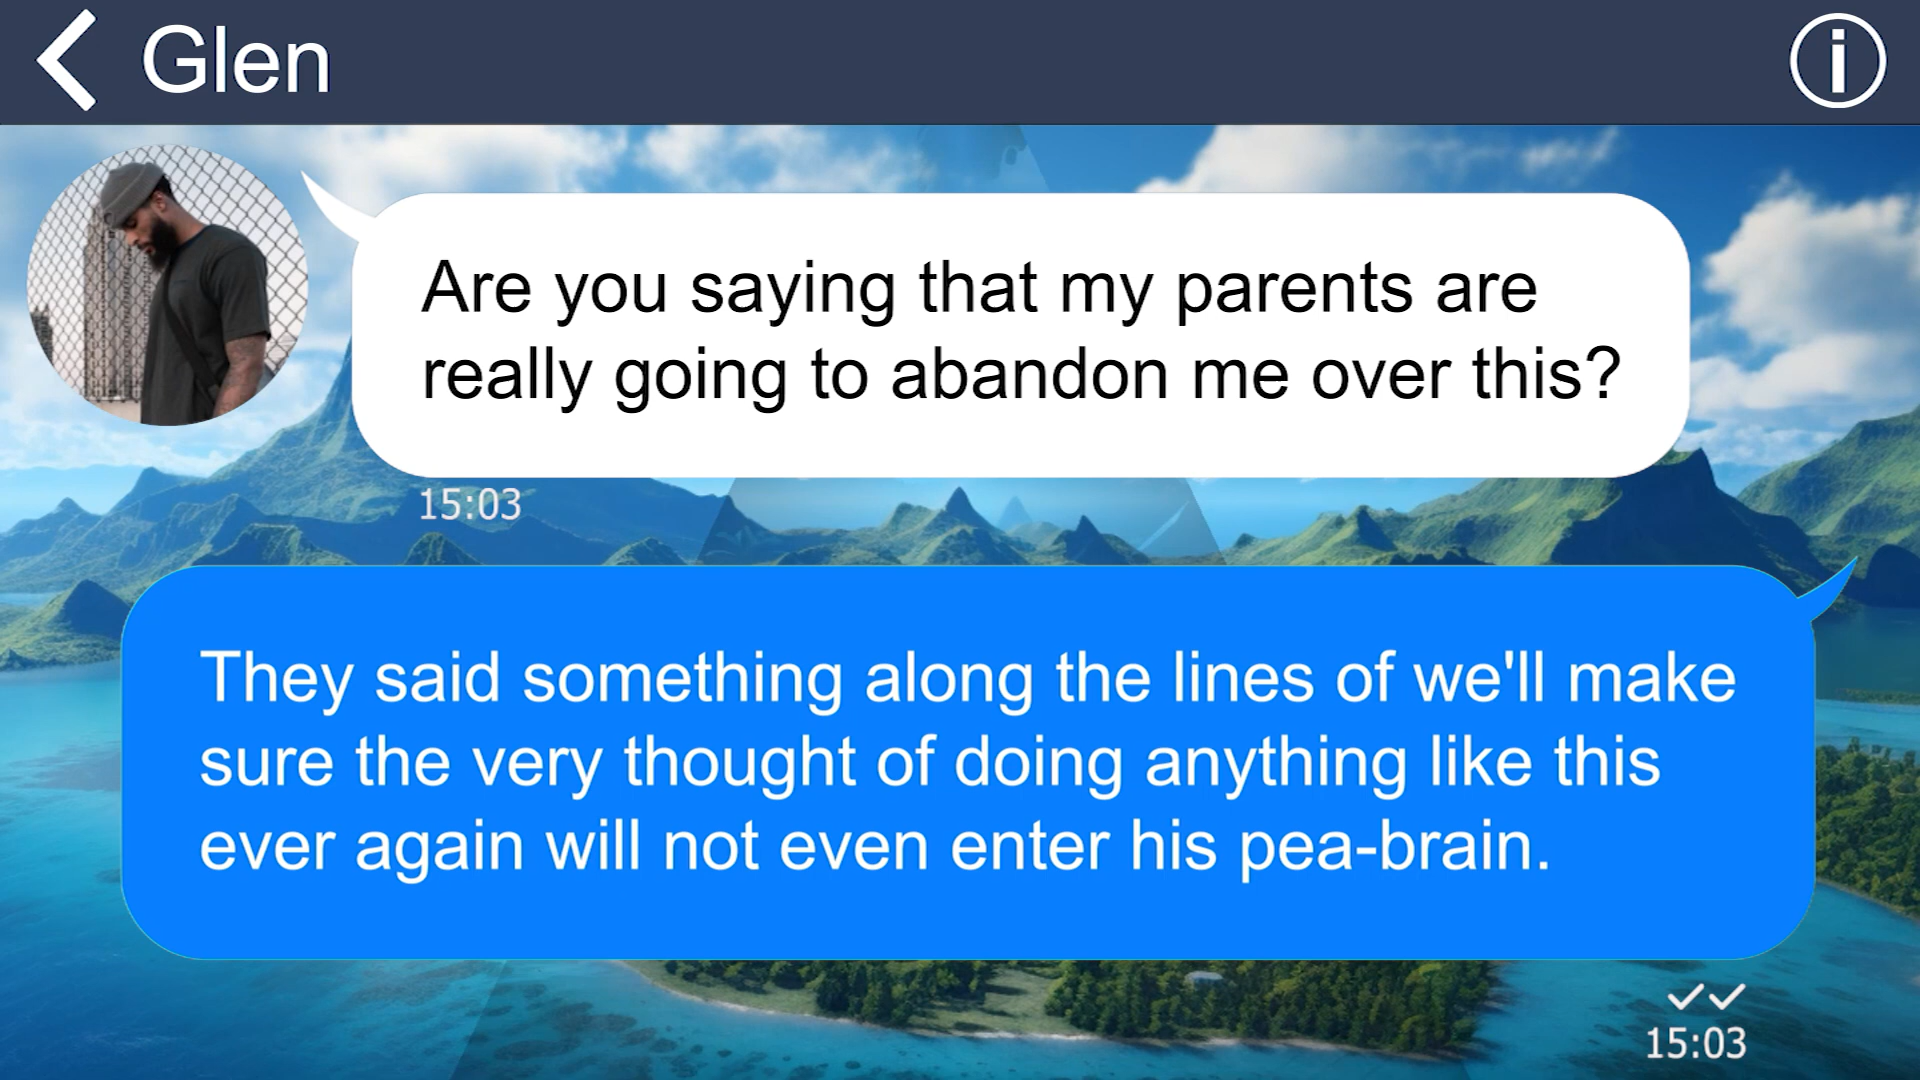 Glen
Are you saying that my parents are
really going to abandon me over this?
15:03
They said something along the lines of we'll make
sure the very thought of doing anything like this
ever again will not even enter his pea-brain.
15:03